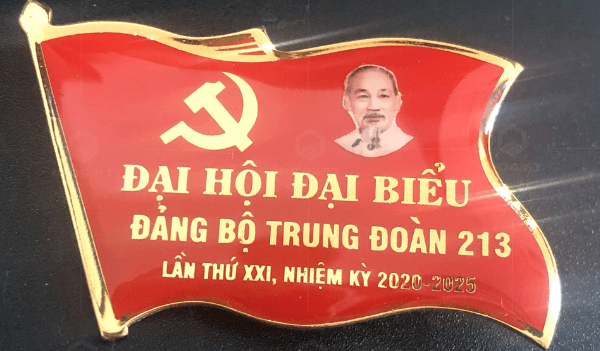 ĐẠI HỘI ĐẠI BIỂU
ĐẢNG BỘ TRUNG ĐOÀN 213
LẦN THỨ XXI, NHIỆM KỲ 2020-2025